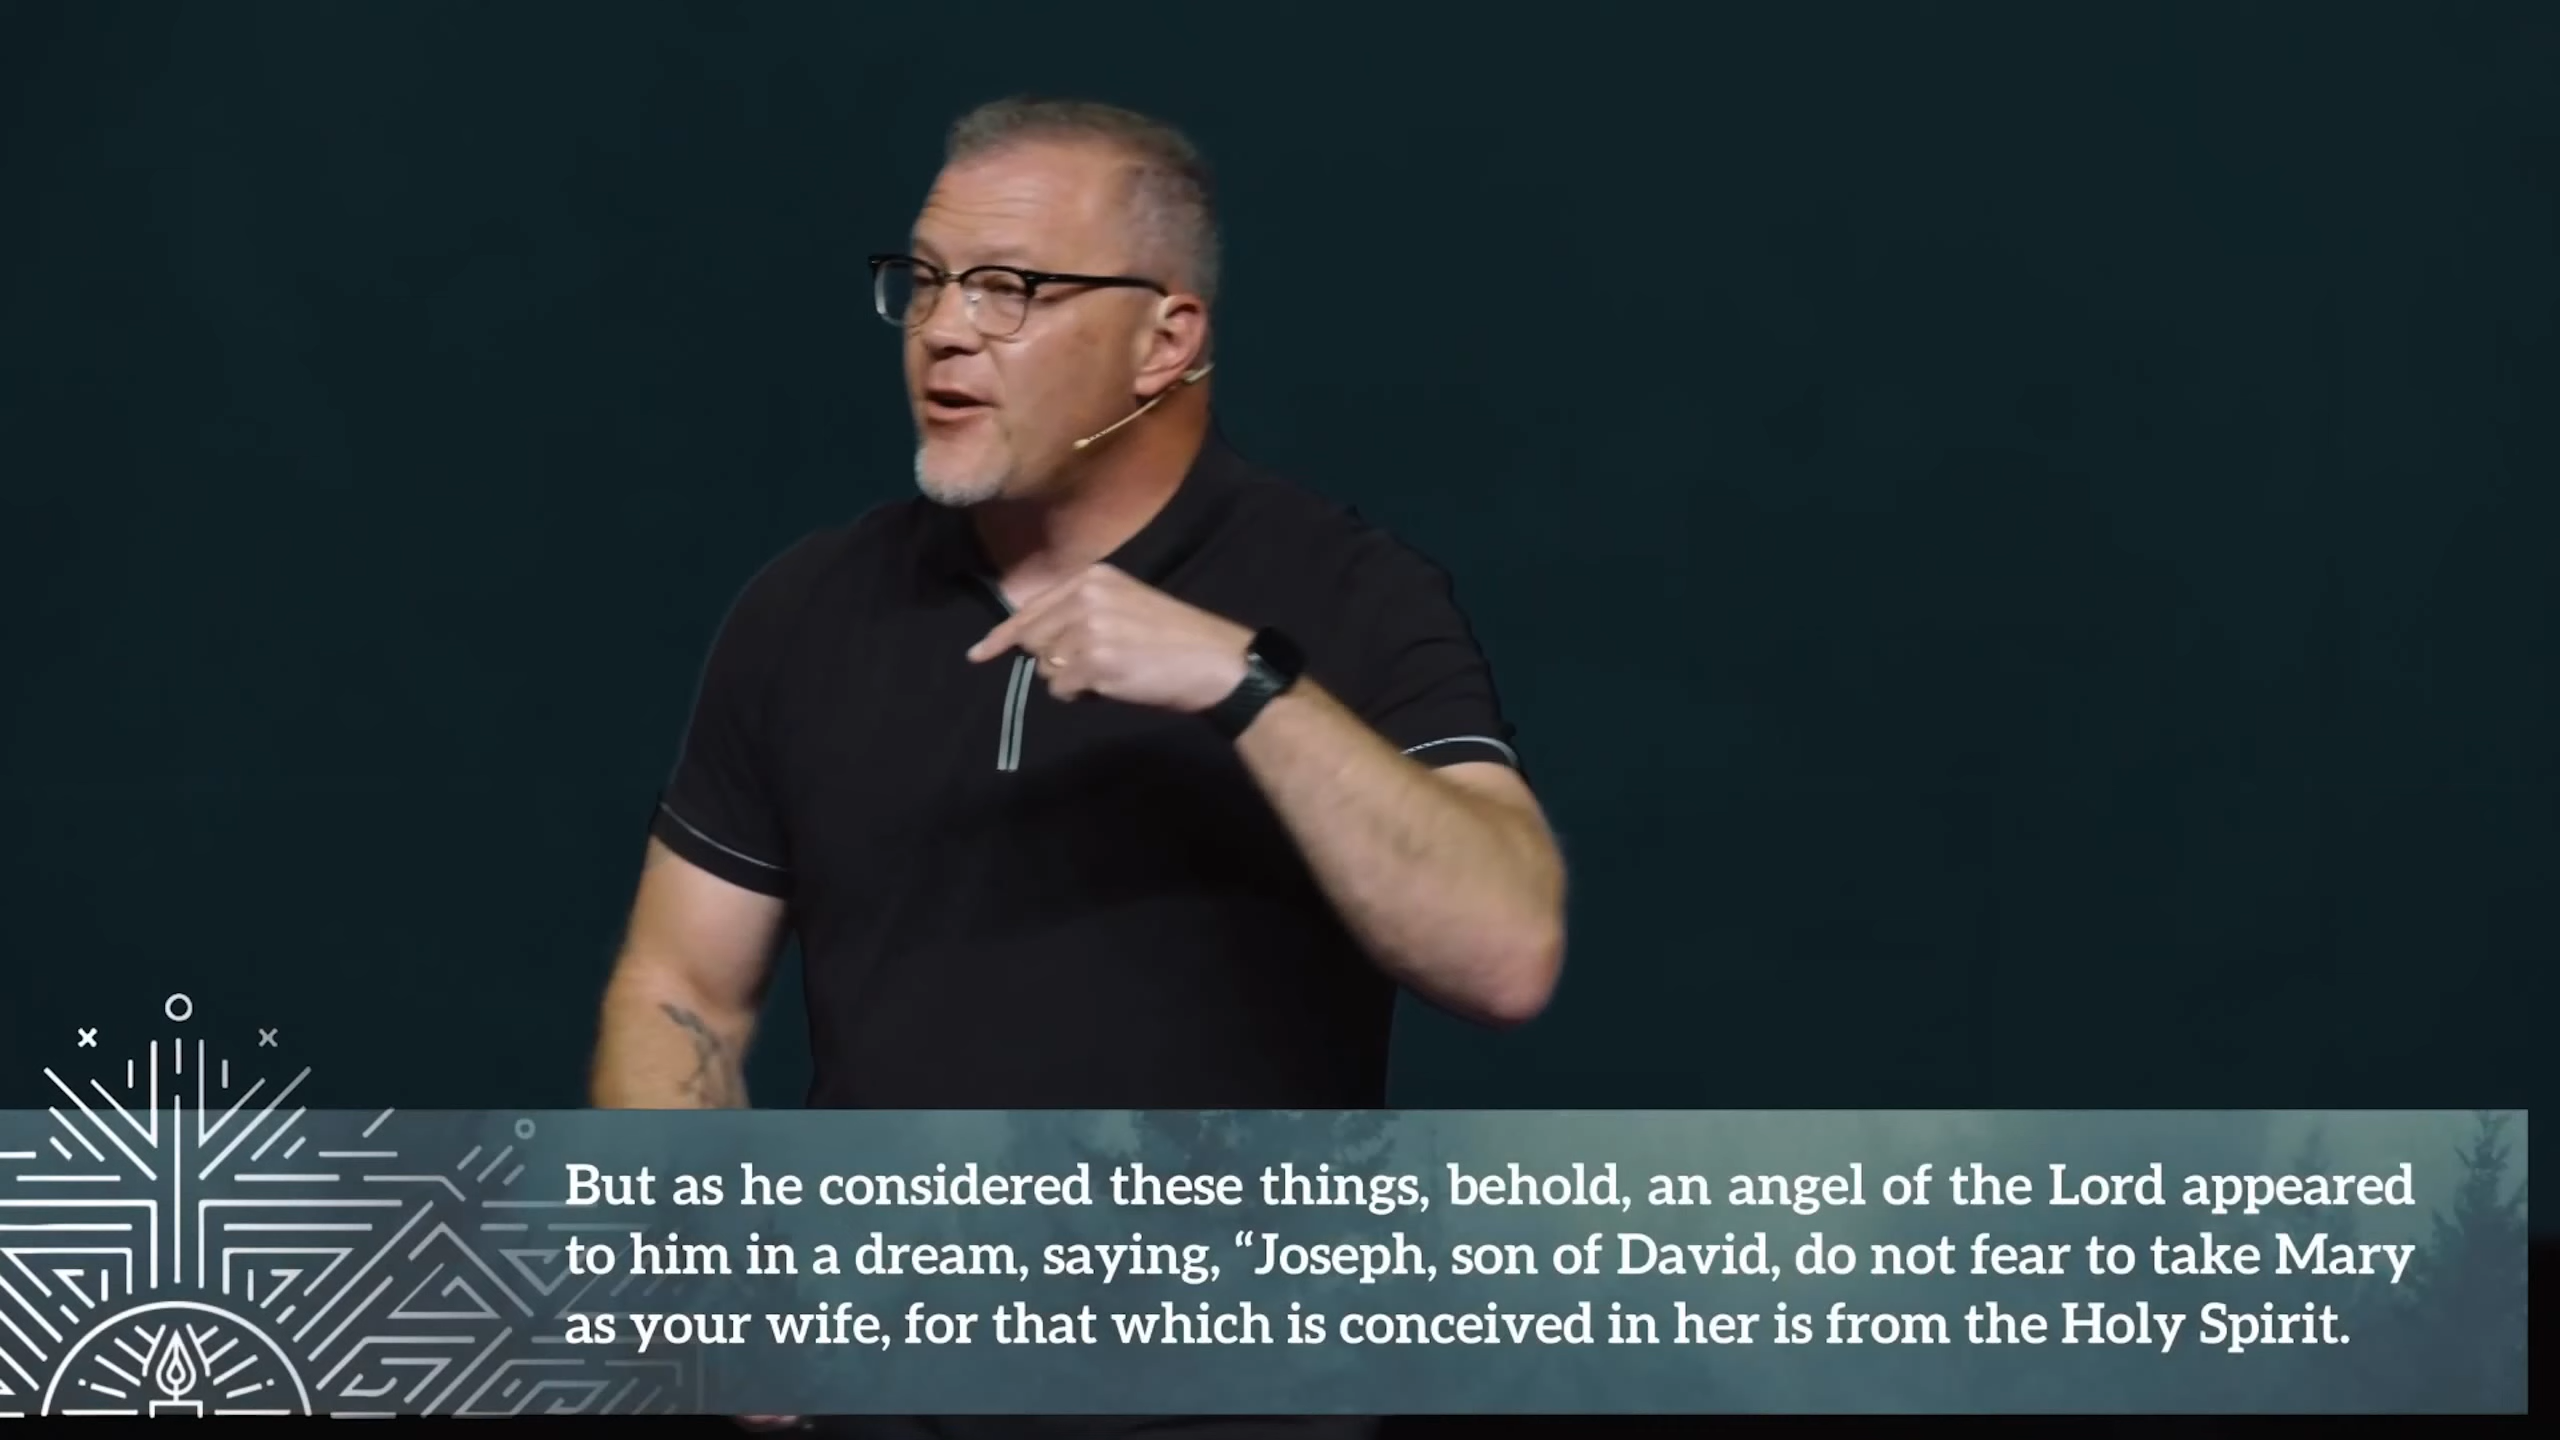 But as he considered these things, behold, an angel of the Lord appeared
to him in a dream, saying, “Joseph, son of David, do not fear to take Mary
as your wife, for that which is conceived in her is from the Holy Spirit.